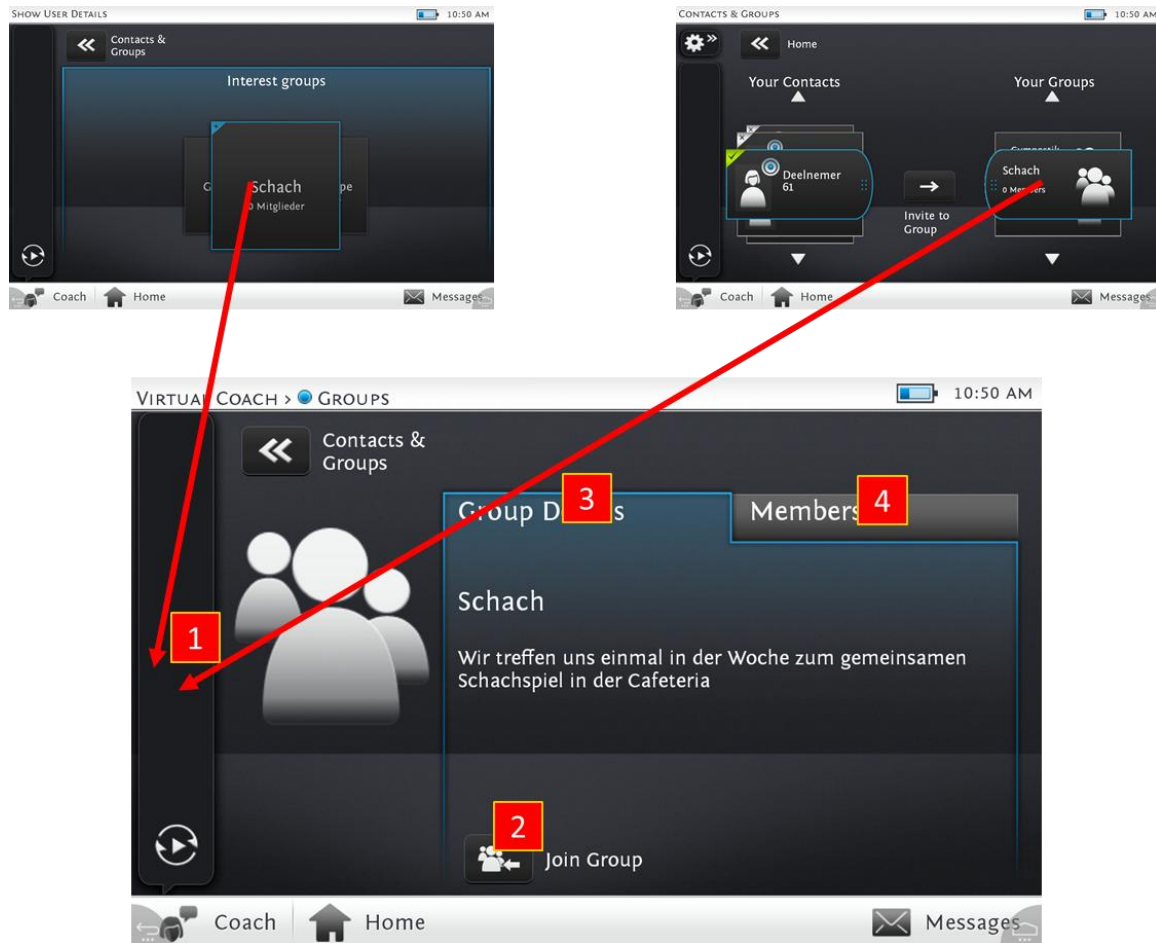 SHOW USER DETAILS
10:50 AM
Contacts &
Groups
Interest groups
Schach
0 Mitglieder
pe
Coach
Home
Messages
CONTACTS & GROUPS
10:50 AM
Home
Your Contacts
Your Groups
Deelnemer
61
Schach
0 Members
Invite to
Group
Coach
Home
Messages
VIRTUAL COACH > GROUPS
10:50 AM
Contacts &
Groups
Group
3
Members
4
Schach
1
Wir treffen uns einmal in der Woche zum gemeinsamen
Schachspiel in der Cafeteria
2
Join Group
Coach
Home
Messages